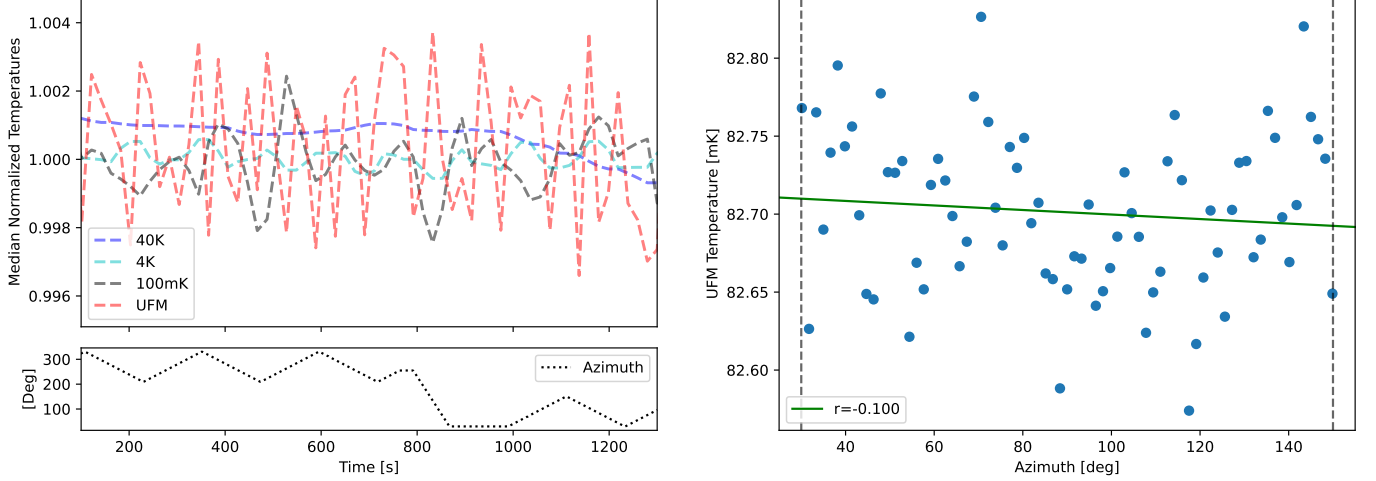 Median Normalized Temperatures
1.004
1.002
1.000
0.998
0.996
40K
4K
100mK
UFM
[Deg]
300
200
100
Azimuth
200 400 600 800 1000 1200
Time [s]
UFM Temperature [mK]
82.80
82.75
82.70
82.65
82.60
r=-0.100
40 60 80 100 120 140
Azimuth [deg]